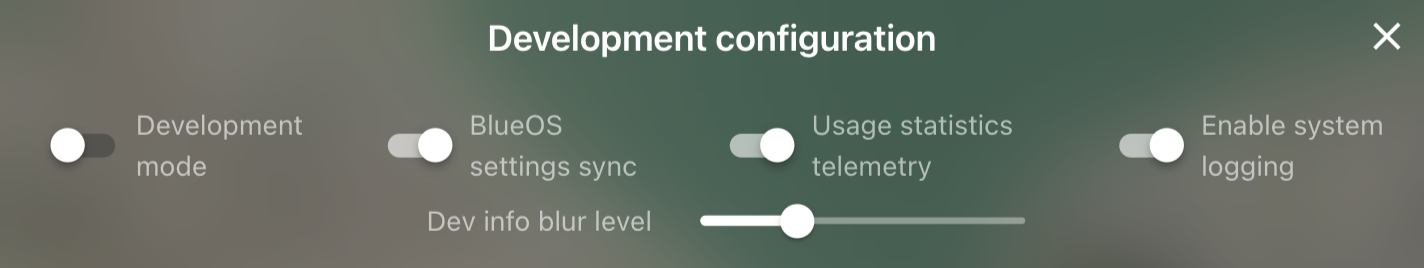 Development configuration
Development
mode
BlueOS
settings sync
Usage statistics
telemetry
Enable system
logging
Dev info blur level